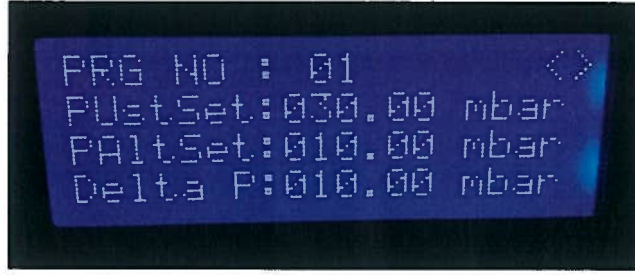 PRG NO : 01 <>
PUstSet:030.00 mbar
PAltSet:010.00 mbar
Delta P:010.00 mbar